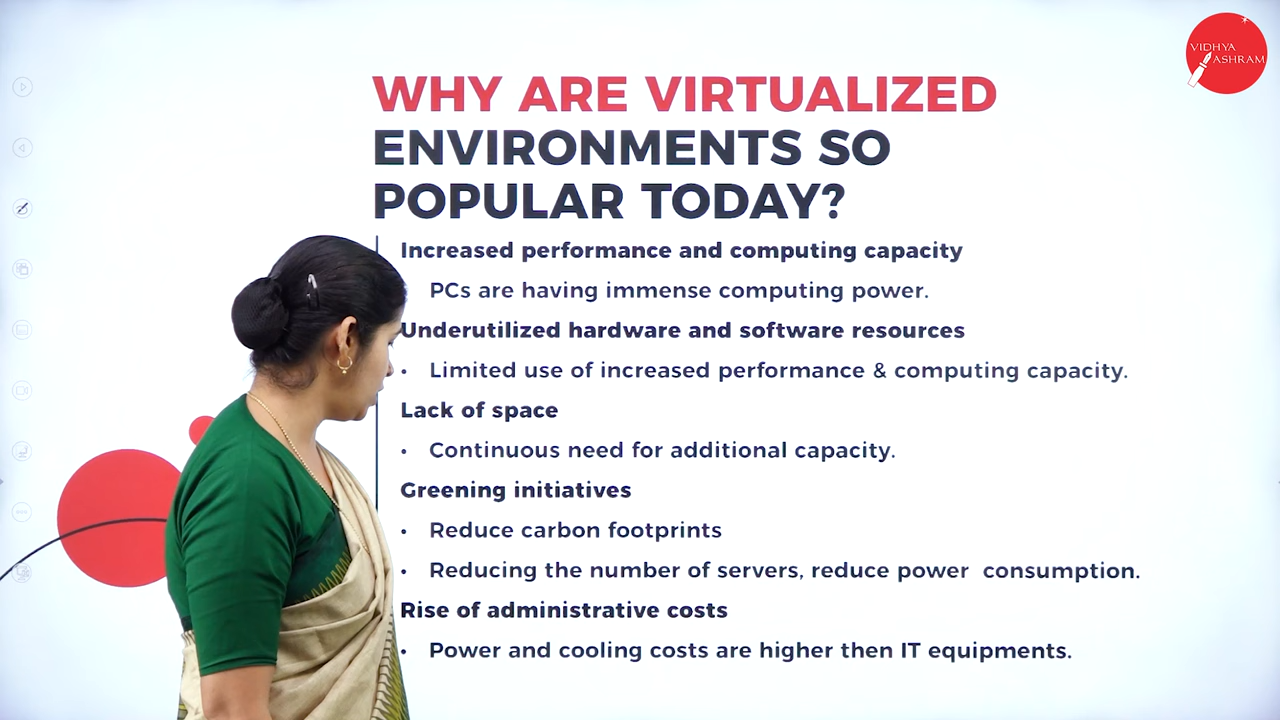 VIDHYA
ASHRAM
WHY ARE VIRTUALIZED
ENVIRONMENTS SO
POPULAR TODAY?
Increased performance and computing capacity
PCs are having immense computing power.
Underutilized hardware and software resources
• Limited use of increased performance & computing capacity.
Lack of space
• Continuous need for additional capacity.
Greening initiatives
• Reduce carbon footprints
• Reducing the number of servers, reduce power consumption.
Rise of administrative costs
• Power and cooling costs are higher then IT equipments.